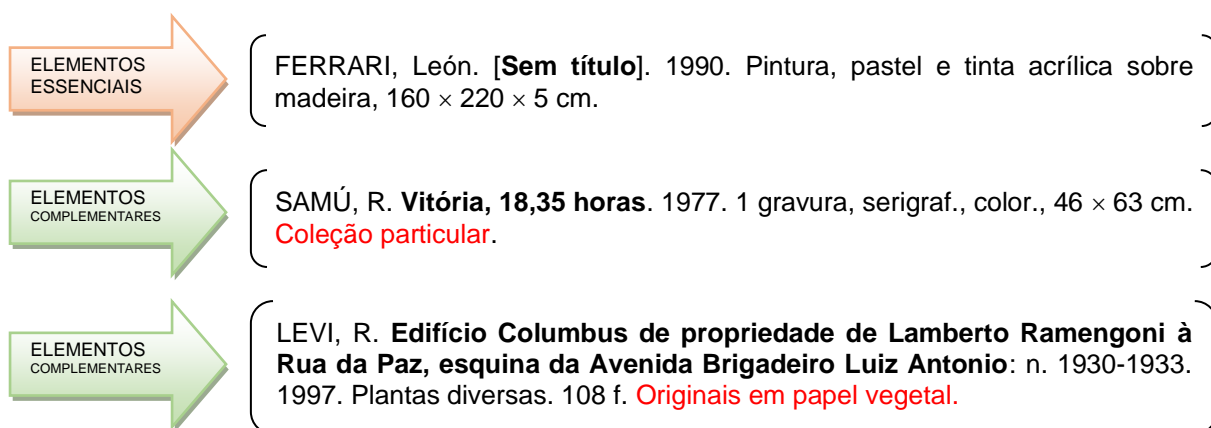 ELEMENTOS
ESSENCIAIS
FERRARI, León. [Sem título]. 1990. Pintura, pastel e tinta acrílica sobre
madeira, 160 × 220 × 5 cm.
ELEMENTOS
COMPLEMENTARES
SAMÚ, R. Vitória, 18,35 horas. 1977. 1 gravura, serigraf., color., 46 × 63 cm.
Coleção particular.
ELEMENTOS
COMPLEMENTARES
LEVI, R. Edifício Columbus de propriedade de Lamberto Ramengoni à
Rua da Paz, esquina da Avenida Brigadeiro Luiz Antonio: n. 1930-1933.
1997. Plantas diversas. 108 f. Originais em papel vegetal.